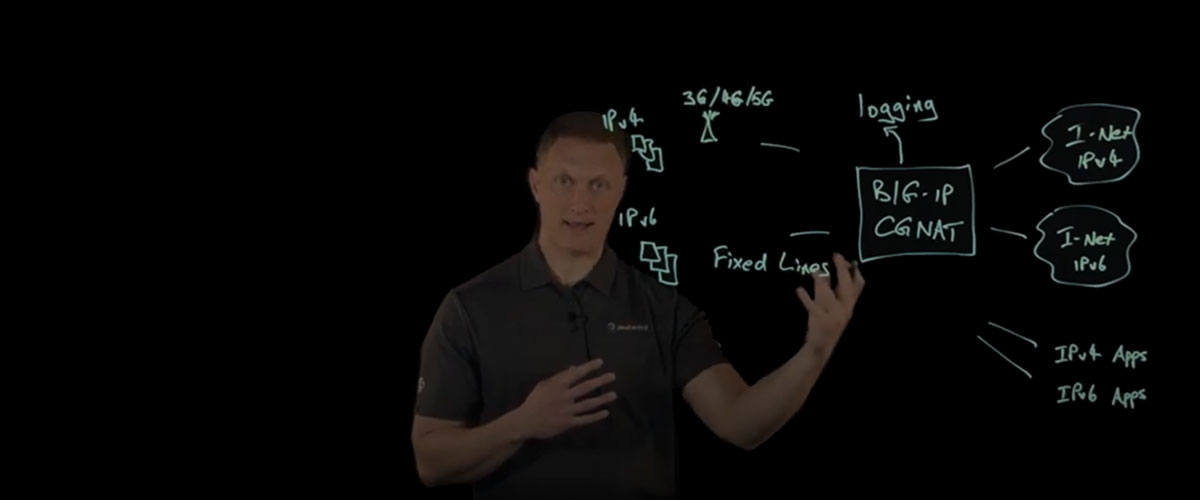 3G/4G/5G
IPv4
logging
I-Net
IPv4
BIG-IP
CGNAT
IPv6
I-Net
IPv6
Fixed Lines
IPv4 Apps
IPv6 Apps